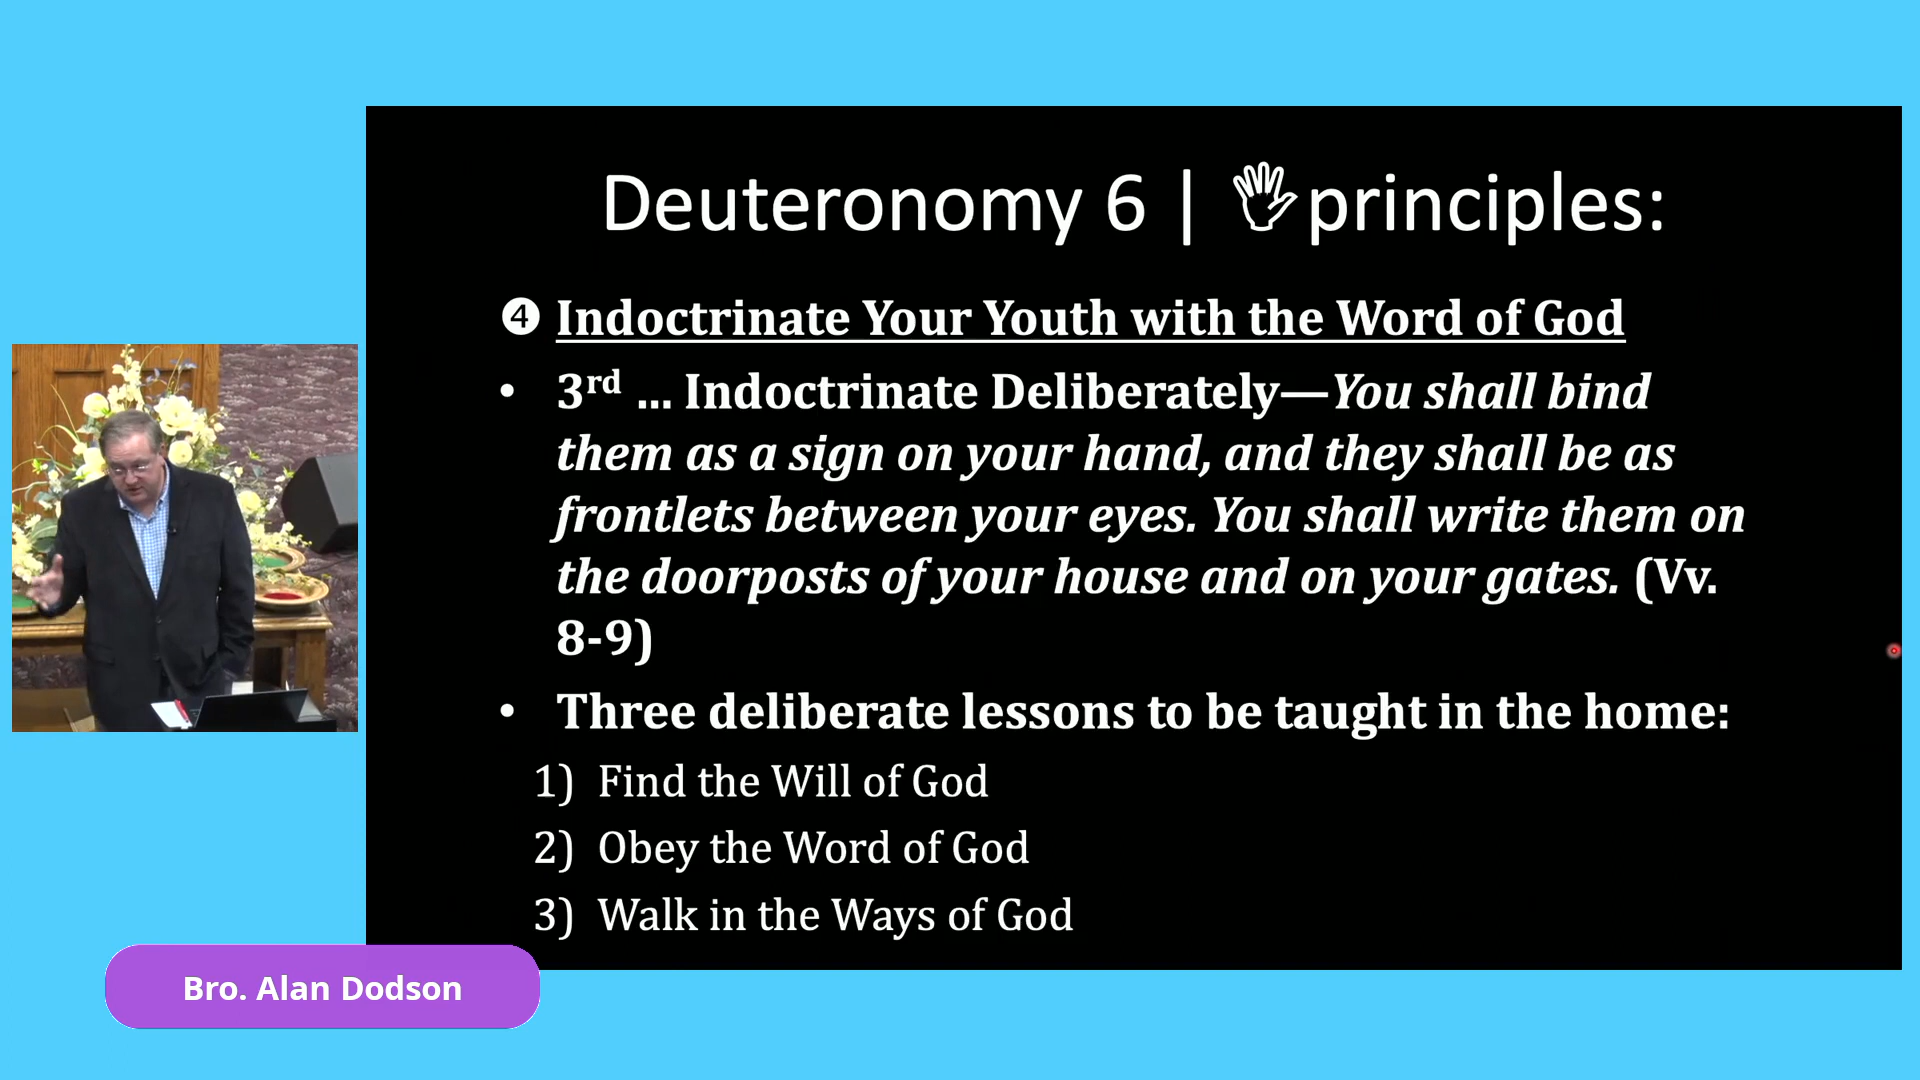 Deuteronomy 6 | 🖐principles:
❹ Indoctrinate Your Youth with the Word of God
• 3rd ... Indoctrinate Deliberately—You shall bind
them as a sign on your hand, and they shall be as
frontlets between your eyes. You shall write them on
the doorposts of your house and on your gates. (Vv.
8-9)
• Three deliberate lessons to be taught in the home:
1) Find the Will of God
2) Obey the Word of God
3) Walk in the Ways of God
Bro. Alan Dodson